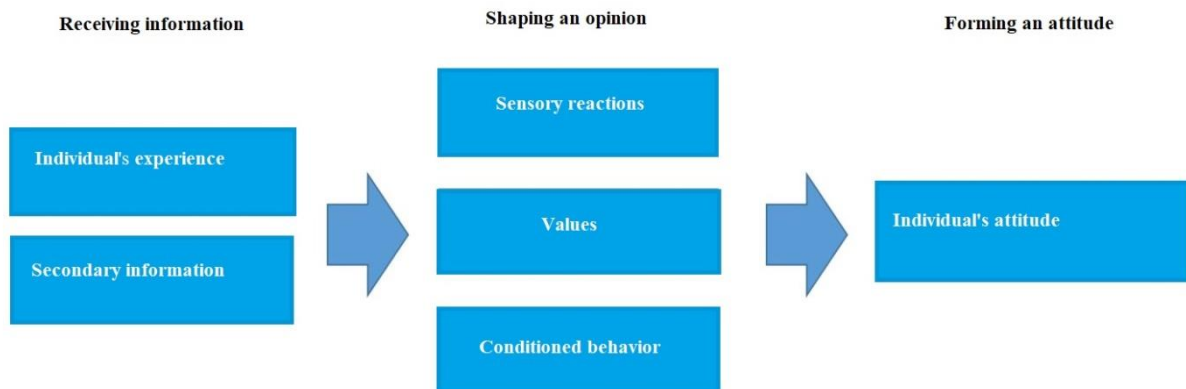 Receiving information
Shaping an opinion
Forming an attitude
Individual's experience
Secondary information
Sensory reactions
Values
Conditioned behavior
Individual's attitude